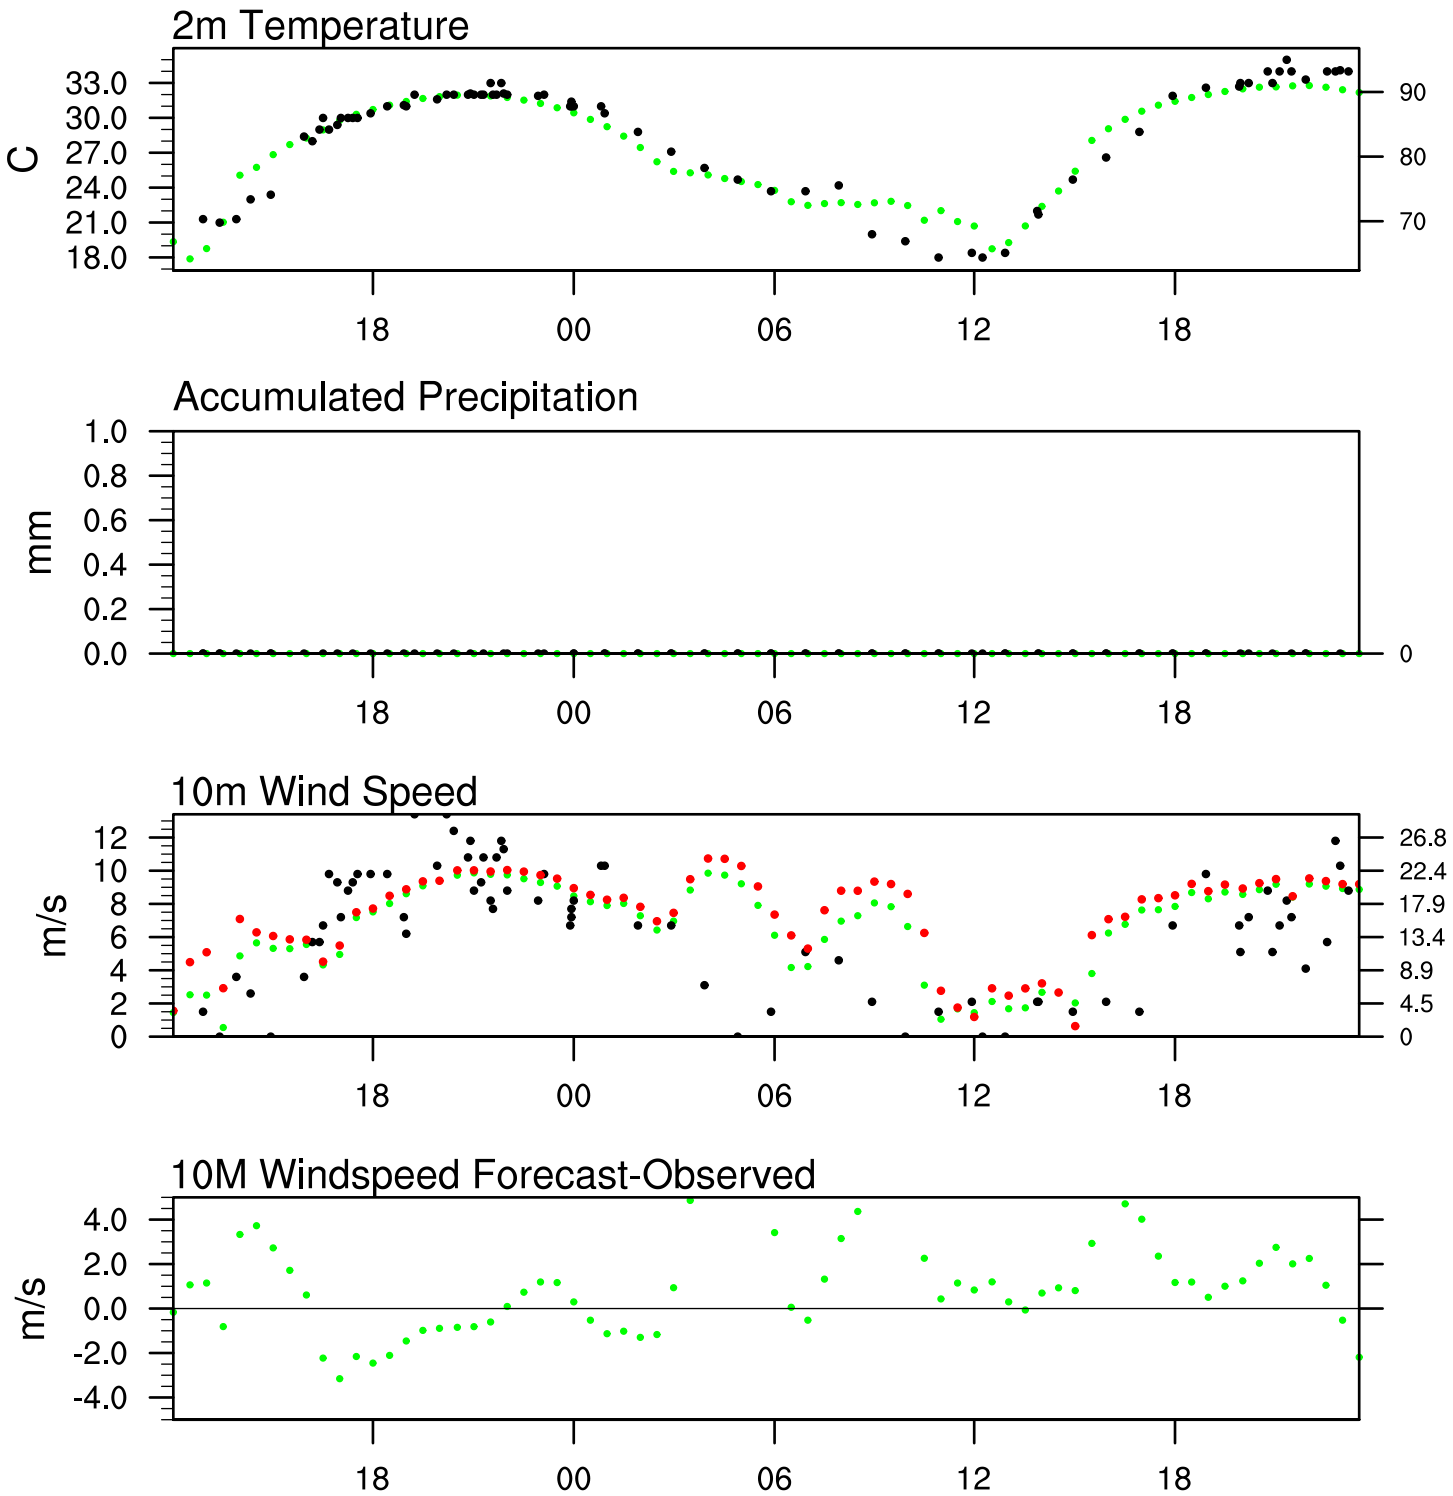 2m Temperature
C
33.0
30.0
27.0
24.0
21.0
18.0
90
80
70
18 00 06 12 18
Accumulated Precipitation
mm
1.0
0.8
0.6
0.4
0.2
0.0
0
18 00 06 12 18
10m Wind Speed
m/s
12
10
8
6
4
2
0
26.8
22.4
17.9
13.4
8.9
4.5
0
18 00 06 12 18
10M Windspeed Forecast-Observed
m/s
4.0
2.0
0.0
-2.0
-4.0
18 00 06 12 18